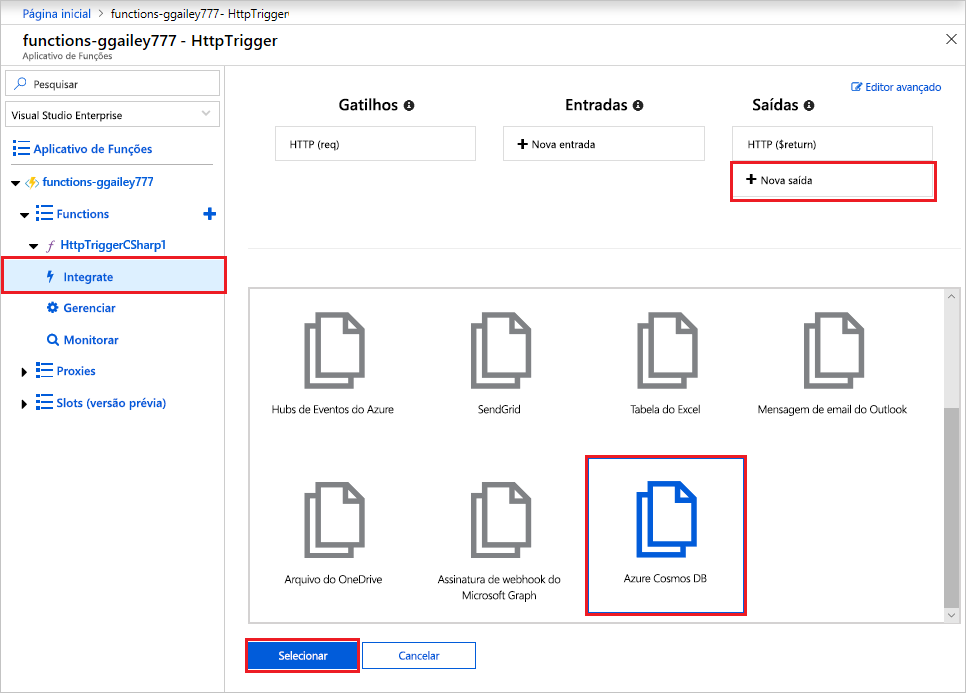 Página inicial > functions-ggailey777- HttpTrigger
functions-ggailey777 - HttpTrigger
Aplicativo de Funções
Pesquisar
Visual Studio Enterprise
Aplicativo de Funções
functions-ggailey777
Functions
HttpTriggerCSharp1
Integrate
Gerenciar
Monitorar
Proxies
Slots (versão prévia)
Editor avançado
Gatilhos
HTTP (req)
Entradas
Nova entrada
Saídas
HTTP ($return)
Nova saída
Hubs de Eventos do Azure
SendGrid
Tabela do Excel
Mensagem de email do Outlook
Arquivo do OneDrive
Assinatura de webhook do
Microsoft Graph
Azure Cosmos DB
Selecionar
Cancelar